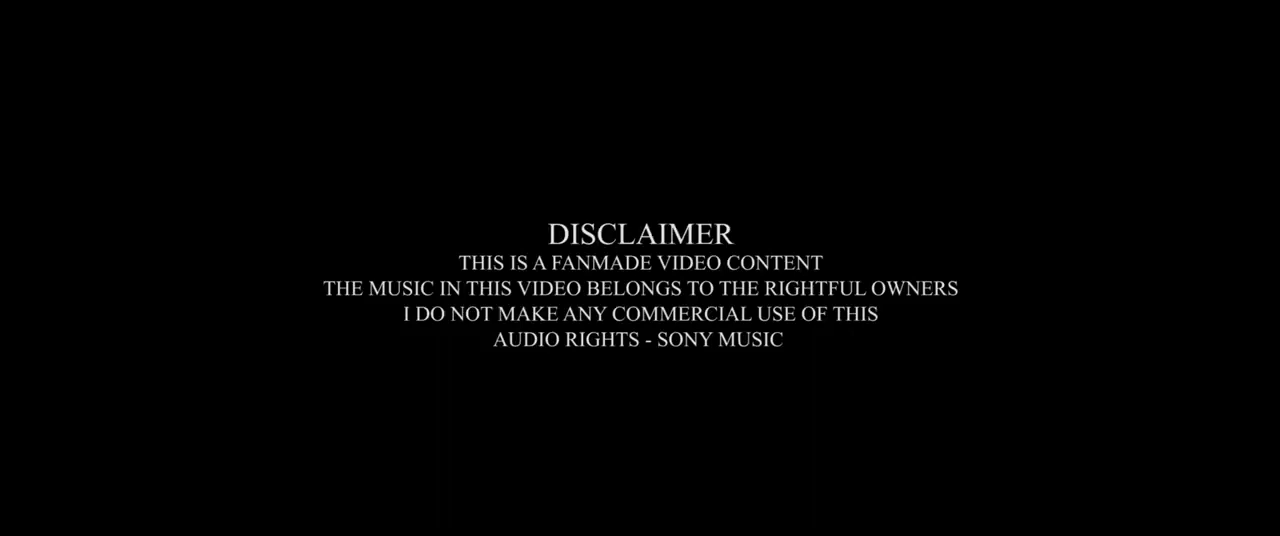 DISCLAIMER
THIS IS A FANMADE VIDEO CONTENT
THE MUSIC IN THIS VIDEO BELONGS TO THE RIGHTFUL OWNERS
I DO NOT MAKE ANY COMMERCIAL USE OF THIS
AUDIO RIGHTS - SONY MUSIC